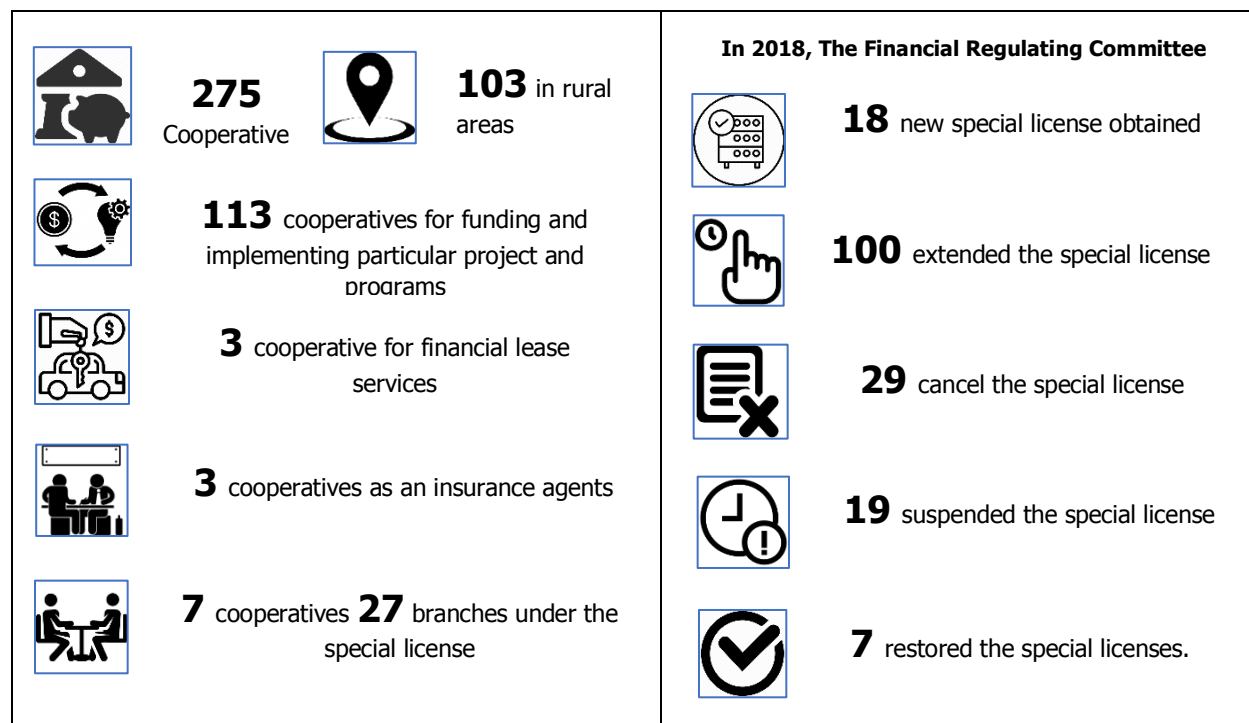 275
Cooperative
103 in rural
areas
113 cooperatives for funding and
implementing particular project and
programs
3 cooperative for financial lease
services
3 cooperatives as an insurance agents
7 cooperatives 27 branches under the
special license
In 2018, The Financial Regulating Committee
18 new special license obtained
100 extended the special license
29 cancel the special license
19 suspended the special license
7 restored the special licenses.